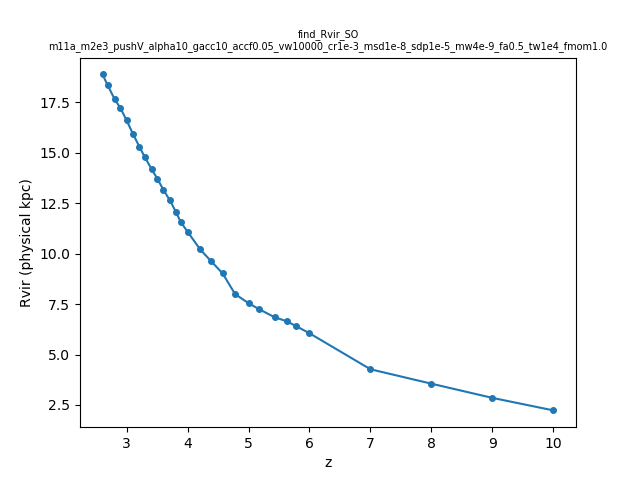 find_Rvir_SO
m11a_m2e3_pushV_alpha10_gacc10_accf0.05_vw10000_cr1e-3_msd1e-8_sdp1e-5_mw4e-9_fa0.5_tw1e4_fmom1.0
Rvir (physical kpc)
17.5
15.0
12.5
10.0
7.5
5.0
2.5
3 4 5 6 7 8 9 10
z